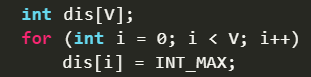 int dis[V];
for (int i = 0; i < V; i++)
dis[i] = INT_MAX;